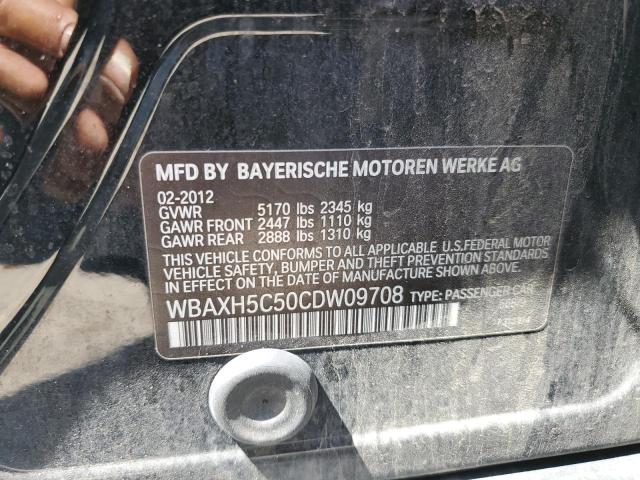 MFD BY BAYERISCHE MOTOREN WERKE AG
02-2012
GVWR 5170 lbs 2345 kg
GAWR FRONT 2447 lbs 1110 kg
GAWR REAR 2888 lbs 1310 kg
THIS VEHICLE CONFORMS TO ALL APPLICABLE U.S. FEDERAL MOTOR
VEHICLE SAFETY, BUMPER AND THEFT PREVENTION STANDARDS
IN EFFECT ON THE DATE OF MANUFACTURE
SHOWN ABOVE.
WBAXH5C50CDW09708 TYPE: PASSENGER CAR